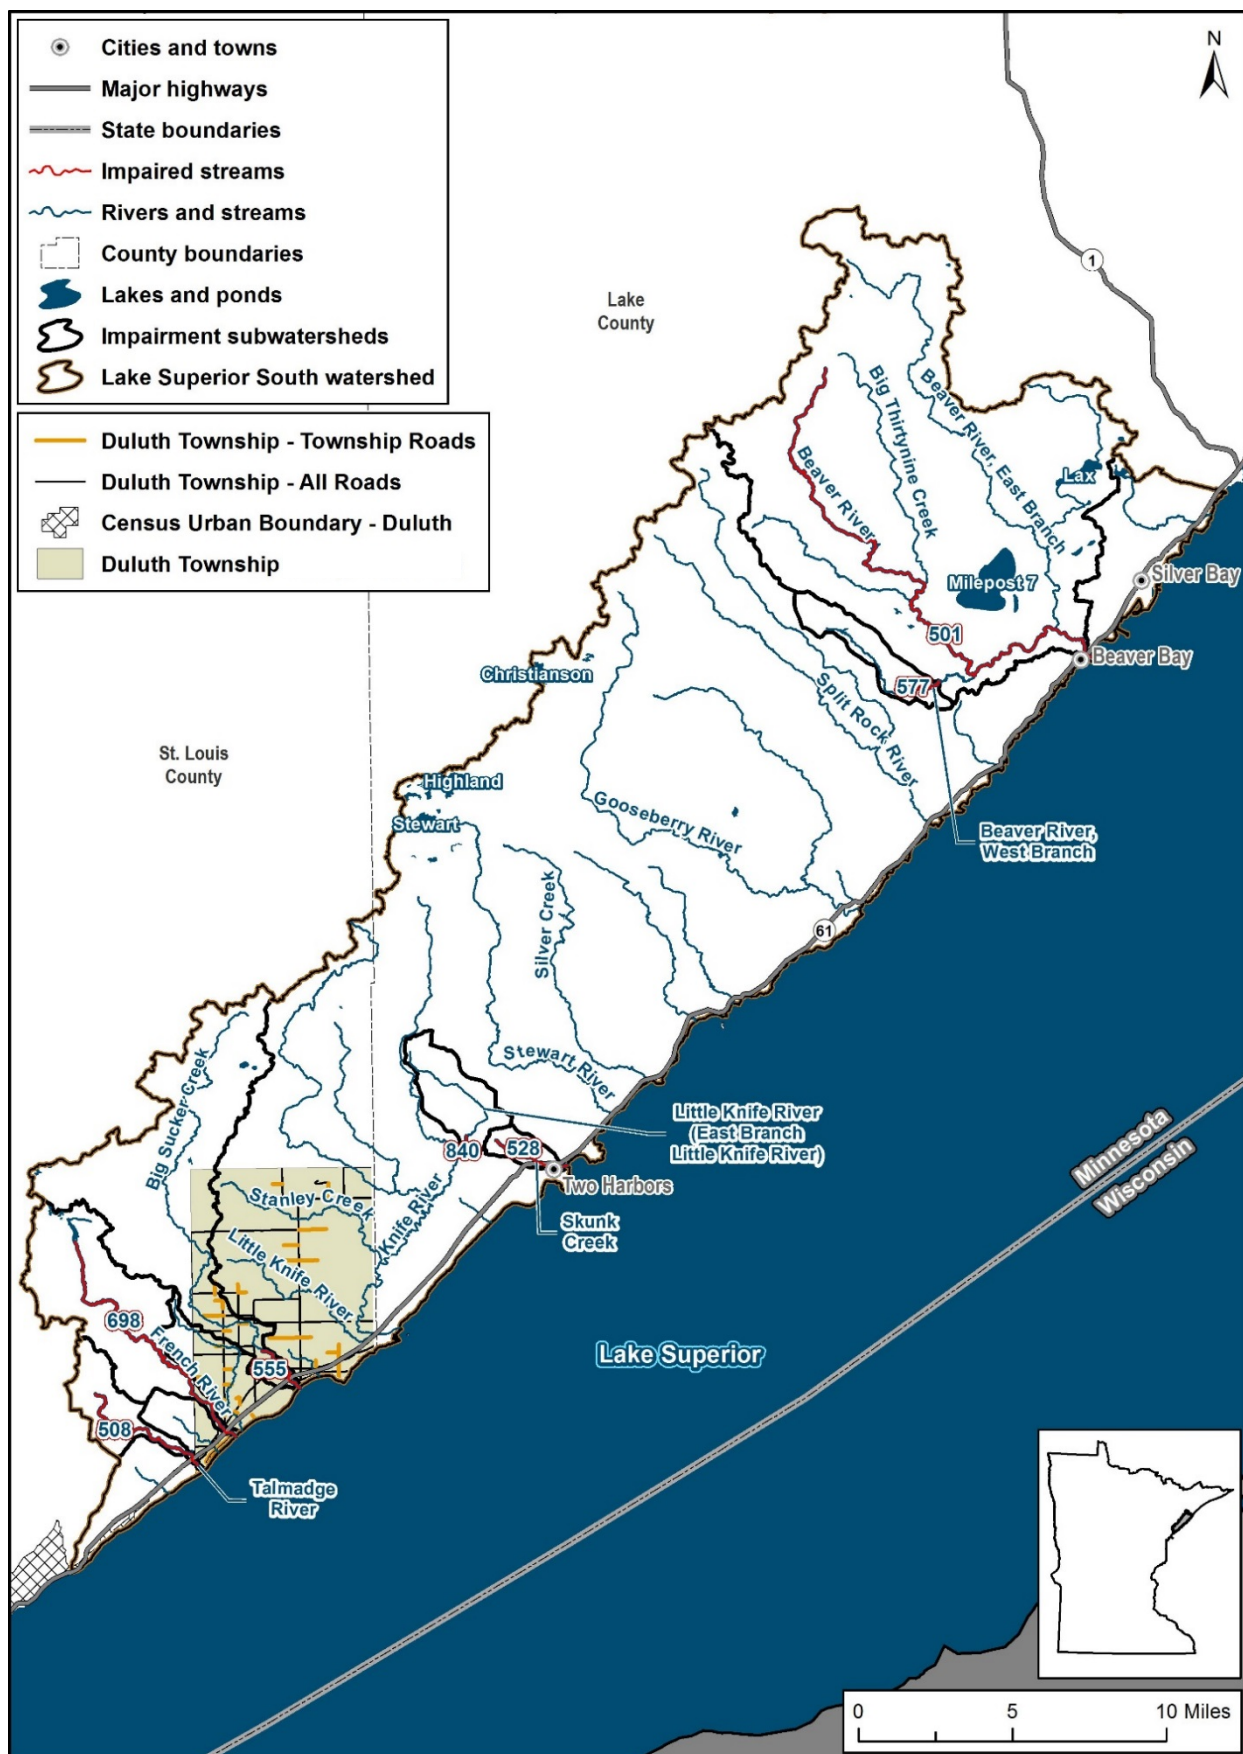 Cities and towns
Major highways
State boundaries
Impaired streams
Rivers and streams
County boundaries
Lakes and ponds
Impairment subwatersheds
Lake Superior South watershed
Duluth Township - Township Roads
Duluth Township - All Roads
Census Urban Boundary - Duluth
Duluth Township
N
1
Lake
County
Beaver River, East Branch
Big Thirtynine Creek
Beaver River
Lax
Milepost 7
Silver Bay
501
Beaver Bay
577
Christianson
Split Rock River
St. Louis
County
Highland
Stewart
Gooseberry River
Beaver River,
West Branch
61
Silver Creek
Stewart River
Big Sucker Creek
Little Knife River
(East Branch
Little Knife River)
840
528
Two Harbors
Skunk
Creek
Minnesota
Wisconsin
Stanley Creek
Knife River
Little Knife River
698
French River
555
Lake Superior
508
Talmadge
River
0
5
10 Miles